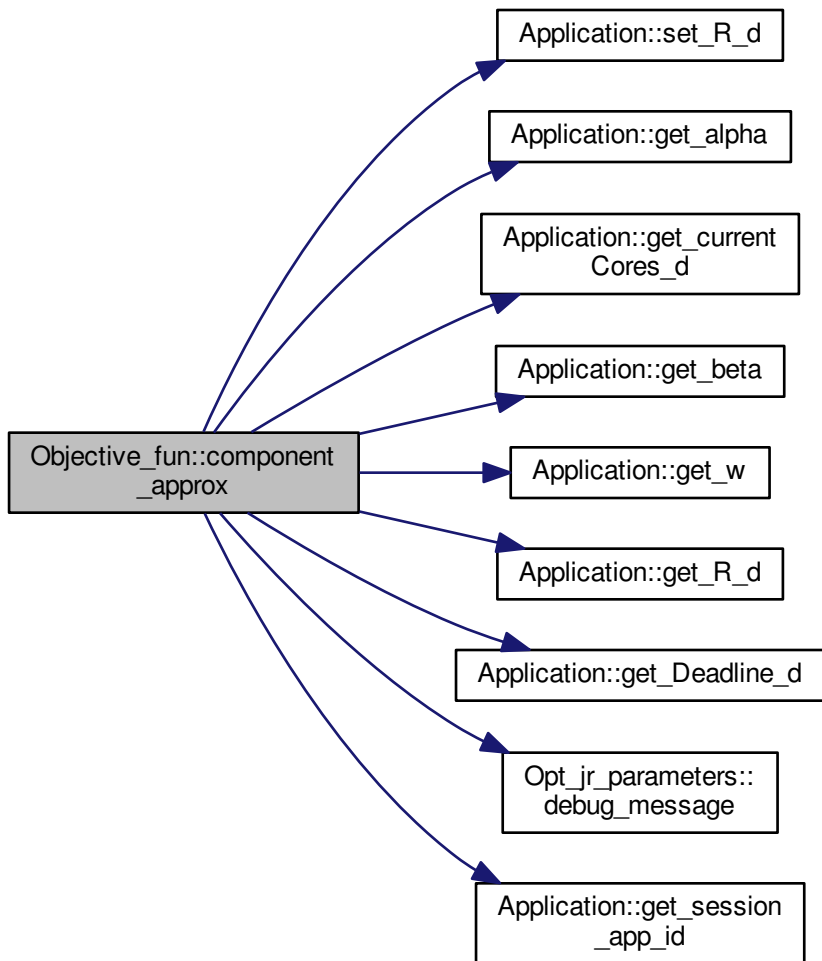 Application::set_R_d
Application::get_alpha
Application::get_current
Cores_d
Application::get_beta
Objective_fun::component
_approx
Application::get_w
Application::get_R_d
Application::get_Deadline_d
Opt_jr_parameters::
debug_message
Application::get_session
_app_id